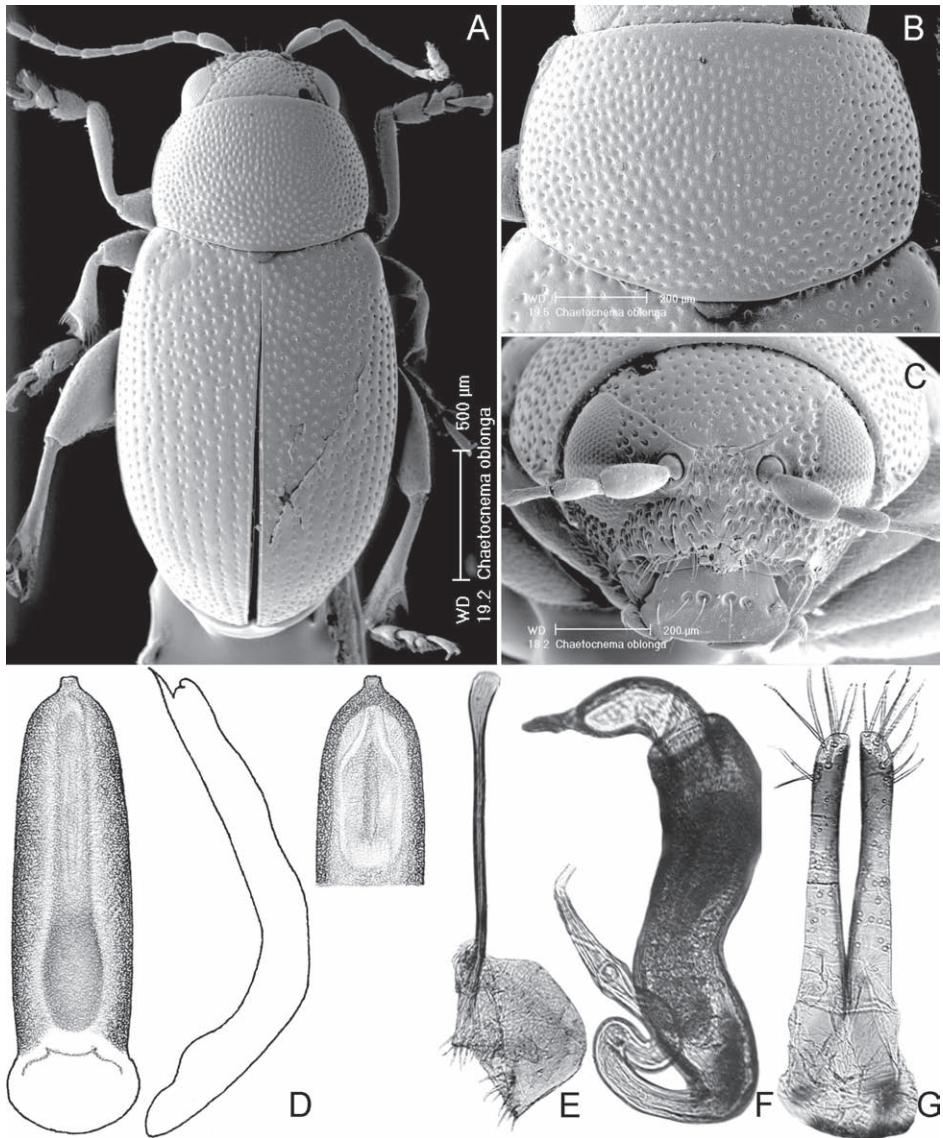 A
WD
500 µm
19.2 Chaetocnema oblonga
B
WD
200 µm
19.5 Chaetocnema oblonga
C
WD
200 µm
18.2 Chaetocnema oblonga
D
E
F
G